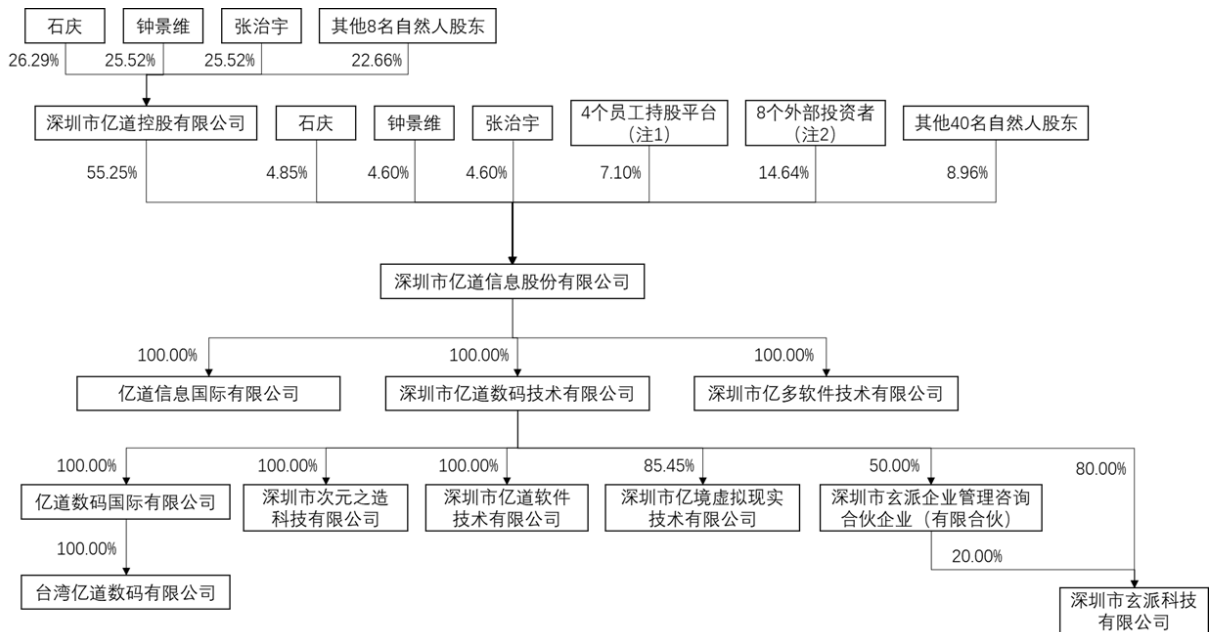 石庆
钟景维
张治宇
其他8名自然人股东
26.29%
25.52%
25.52%
22.66%
深圳市亿道控股有限公司
石庆
钟景维
张治宇
4个员工持股平台
（注1）
8个外部投资者
（注2）
其他40名自然人股东
55.25%
4.85%
4.60%
4.60%
7.10%
14.64%
8.96%
深圳市亿道信息股份有限公司
100.00%
100.00%
100.00%
亿道信息国际有限公司
深圳市亿道数码技术有限公司
深圳市亿多软件技术有限公司
100.00%
100.00%
100.00%
85.45%
50.00%
80.00%
亿道数码国际有限公司
深圳市次元之造
科技有限公司
深圳市亿道软件
技术有限公司
深圳市亿境虚拟现实
技术有限公司
深圳市玄派企业管理咨询
合伙企业（有限合伙）
100.00%
20.00%
台湾亿道数码有限公司
深圳市玄派科技
有限公司